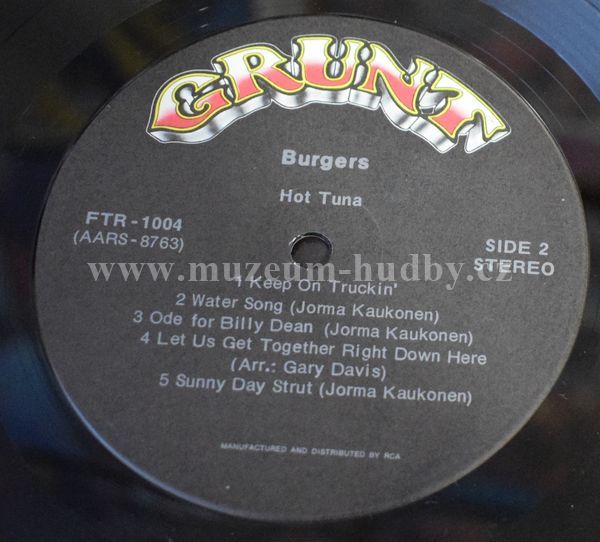 GRUNT
Burgers
Hot Tuna
FTR-1004
(AARS-8763)
SIDE 2
STEREO
www.muzeum-hudby.cz
1 Keep On Truckin'
2 Water Song (Jorma Kaukonen)
3 Ode for Billy Dean (Jorma Kaukonen)
4 Let Us Get Together Right Down Here
(Arr.: Gary Davis)
5 Sunny Day Strut (Jorma Kaukonen)
MANUFACTURED AND DISTRIBUTED BY RCA